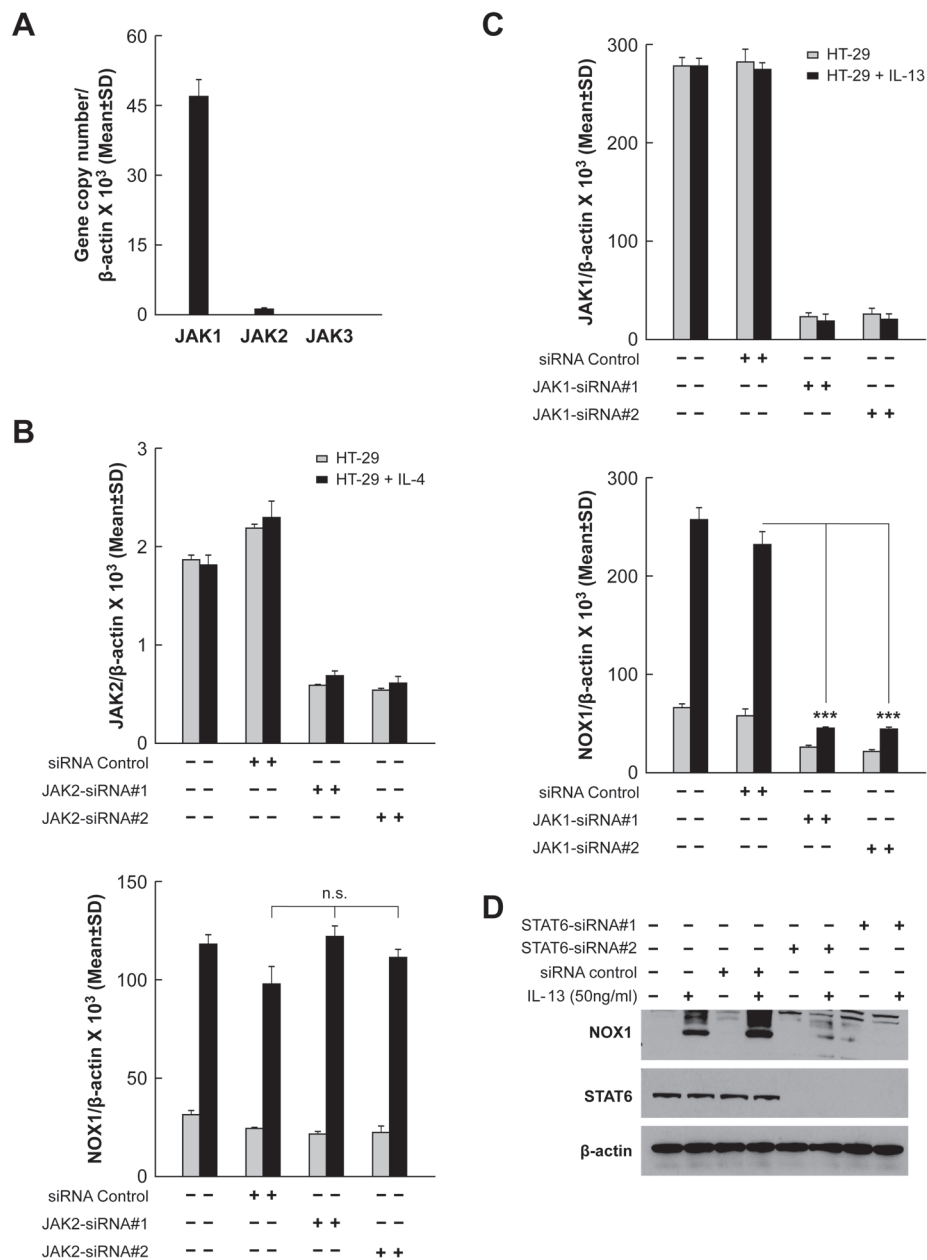 A
Gene copy number/
β-actin X 10³ (Mean±SD)
60
45
30
15
0
JAK1 JAK2 JAK3
B
JAK2/β-actin X 10³ (Mean±SD)
3
2
1
0
HT-29
HT-29 + IL-4
siRNA Control − − + + − − − −
JAK2-siRNA#1 − − − − + + − −
JAK2-siRNA#2 − − − − − − + +
NOX1/β-actin X 10³ (Mean±SD)
150
100
50
0
n.s.
siRNA Control − − + + − − − −
JAK2-siRNA#1 − − − − + + − −
JAK2-siRNA#2 − − − − − − + +
C
JAK1/β-actin X 10³ (Mean±SD)
300
200
100
0
HT-29
HT-29 + IL-13
siRNA Control − − + + − − − −
JAK1-siRNA#1 − − − − + + − −
JAK1-siRNA#2 − − − − − − + +
NOX1/β-actin X 10³ (Mean±SD)
300
200
100
0
*** ***
siRNA Control − − + + − − − −
JAK1-siRNA#1 − − − − + + − −
JAK1-siRNA#2 − − − − − − + +
D
STAT6-siRNA#1 − − − − − − + +
STAT6-siRNA#2 − − − − + + − −
siRNA control − − + + − − − −
IL-13 (50ng/ml) − + − + − + − +
NOX1
STAT6
β-actin